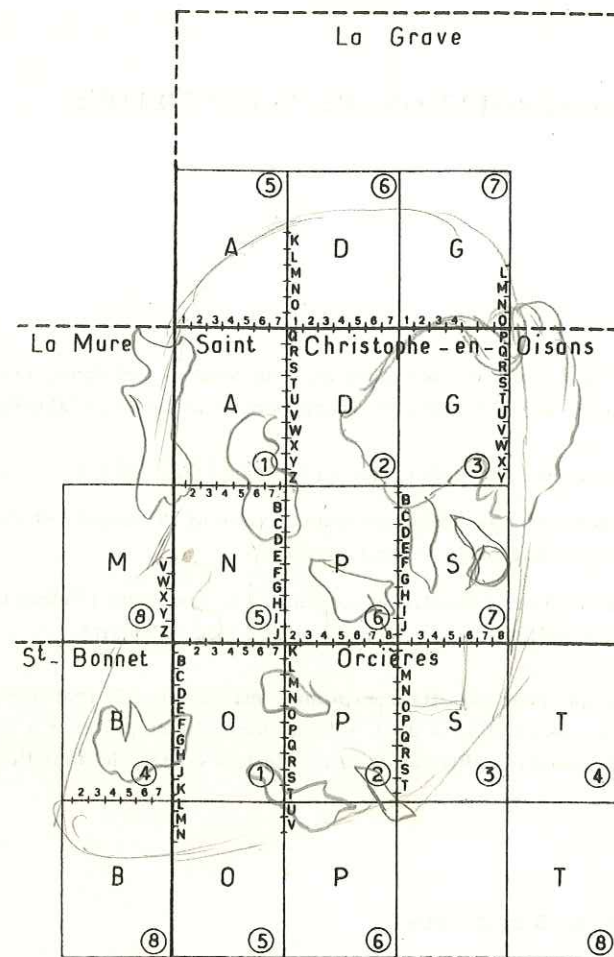 La Grave
5 6 7
A D G
K
L
M
N
O
L
M
N
O
1 2 3 4 5 6 7 1 2 3 4 5 6 7 1 2 3 4
La Mure Saint Christophe-en-Oisans
Q
R
S
T
U
V
W
X
Y
Z
P
Q
R
S
T
U
V
W
X
Y
A D G
1 2 3
2 3 4 5 6 7
B
C
D
E
F
G
H
I
J
B
C
D
E
F
G
H
I
J
M N P S
V
W
X
Y
Z
8 5 6 7
2 3 4 5 6 7 2 3 4 5 6 7 8 3 4 5 6 7 8
St-Bonnet Orcières
B
C
D
E
F
G
H
J
K
L
M
N
K
L
M
N
O
P
Q
R
S
T
U
V
M
N
O
P
Q
R
S
T
B O P S T
4 1 2 3 4
2 3 4 5 6 7
B O P T
8 5 6 8